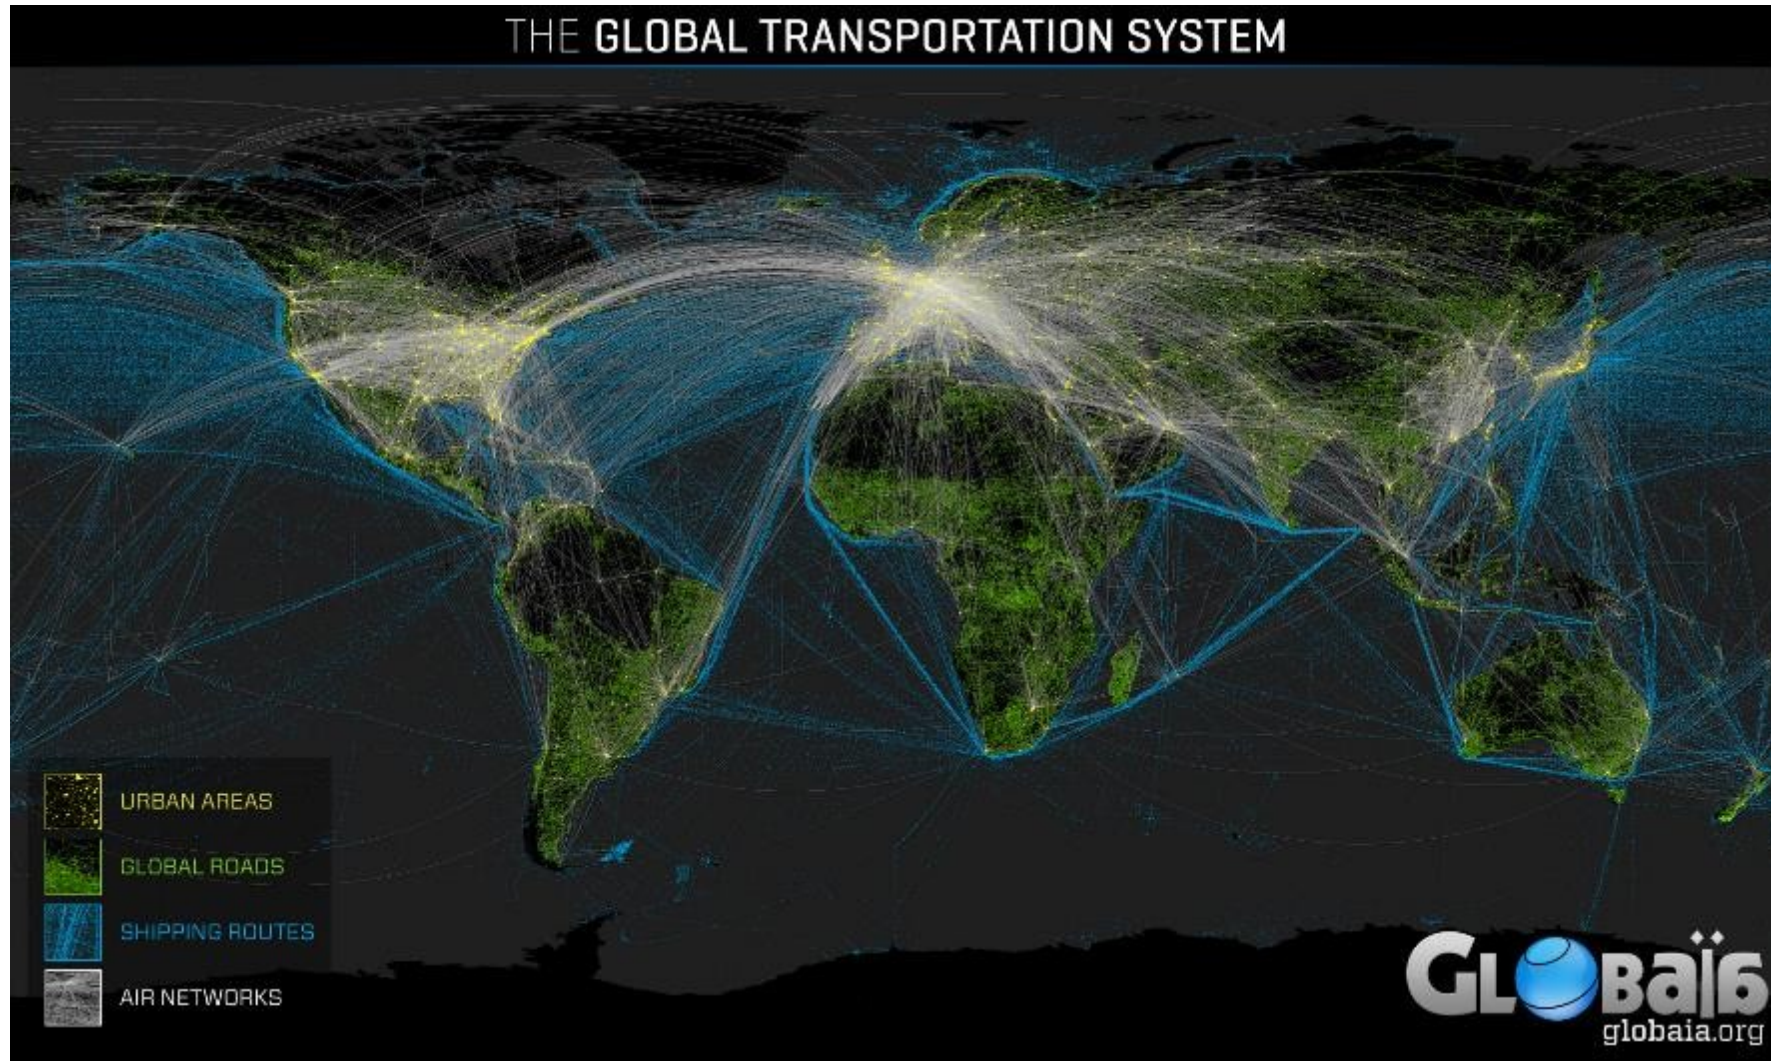 THE GLOBAL TRANSPORTATION SYSTEM
URBAN AREAS
GLOBAL ROADS
SHIPPING ROUTES
AIR NETWORKS
GLOBAÏA
globaia.org